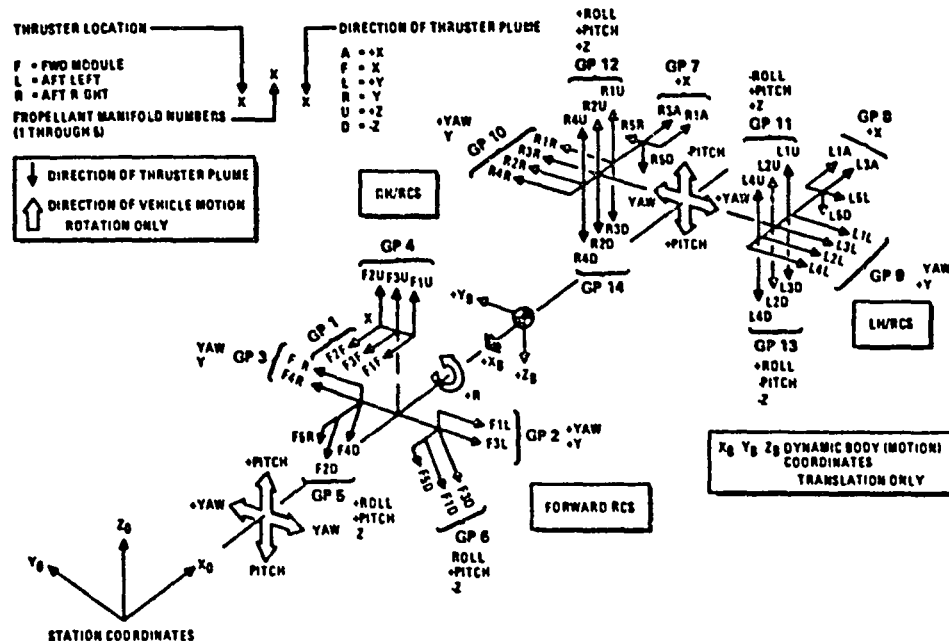 THRUSTER LOCATION
F = FWD MODULE
L = AFT LEFT
R = AFT RIGHT
PROPELLANT MANIFOLD NUMBERS
(1 THROUGH 5)
X
X
X
DIRECTION OF THRUSTER PLUME
A = +X
F = X
L = +Y
R = Y
U = +Z
D = -Z
DIRECTION OF THRUSTER PLUME
DIRECTION OF VEHICLE MOTION
ROTATION ONLY
RH/RCS
+ROLL
+PITCH
+Z
GP 12
R4U
R2U
R1U
GP 7
+X
R5R
R3A
R1A
R5D
+YAW
Y
GP 10
R1R
R3R
R2R
R4R
R4D
R2D
R3D
GP 14
-PITCH
YAW
+YAW
+PITCH
-ROLL
+PITCH
+Z
GP 11
L4U
L2U
L1U
GP 8
+X
L1A
L3A
L5L
L5D
L1L
L3L
L2L
L4L
GP 9
YAW
+Y
L3D
L2D
L4D
GP 13
+ROLL
-PITCH
-Z
LH/RCS
GP 4
F2U
F3U
F1U
GP 1
X
F2F
F3F
F1F
YAW
Y
GP 3
F R
F4R
F5R
F4D
F2D
GP 5
+ROLL
+PITCH
Z
+YB
+XB
+ZB
+R
F1L
F3L
GP 2
+YAW
+Y
F5D
F1D
F3D
GP 6
ROLL
+PITCH
-Z
FORWARD RCS
XB YB ZB DYNAMIC BODY (MOTION)
COORDINATES
TRANSLATION ONLY
+PITCH
+YAW
YAW
PITCH
Y0
Z0
X0
STATION COORDINATES